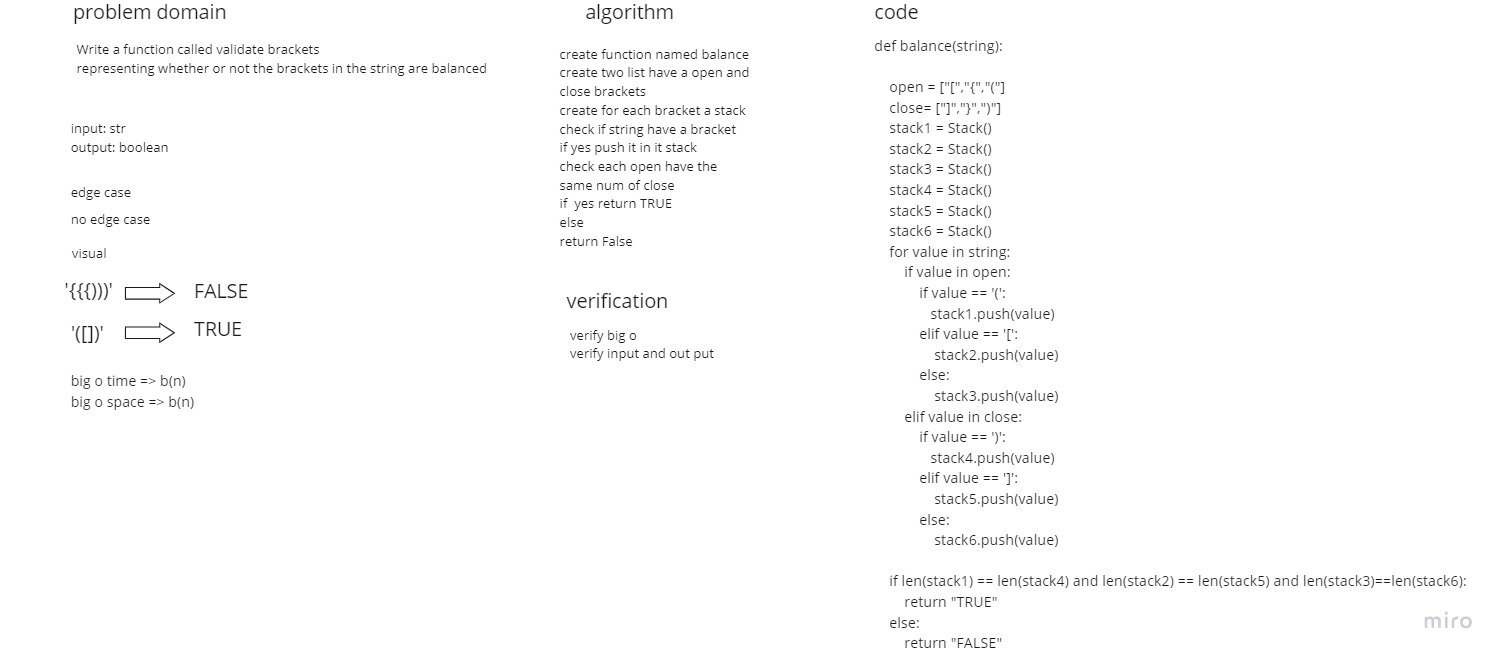 problem domain
Write a function called validate brackets
representing whether or not the brackets in the string are balanced
input: str
output: boolean
edge case
no edge case
visual
'{{{()))' FALSE
'([])' TRUE
big o time => b(n)
big o space => b(n)
algorithm
create function named balance
create two list have a open and
close brackets
create for each bracket a stack
check if string have a bracket
if yes push it in it stack
check each open have the
same num of close
if  yes return TRUE
else
return False
verification
verify big o
verify input and out put
code
def balance(string):
open = ["[","{","("]
close= ["]","}",")"]
stack1 = Stack()
stack2 = Stack()
stack3 = Stack()
stack4 = Stack()
stack5 = Stack()
stack6 = Stack()
for value in string:
if value in open:
if value == '(':
stack1.push(value)
elif value == '[':
stack2.push(value)
else:
stack3.push(value)
elif value in close:
if value == ')':
stack4.push(value)
elif value == ']':
stack5.push(value)
else:
stack6.push(value)
if len(stack1) == len(stack4) and len(stack2) == len(stack5) and len(stack3)==len(stack6):
return "TRUE"
else:
return "FALSE"
miro